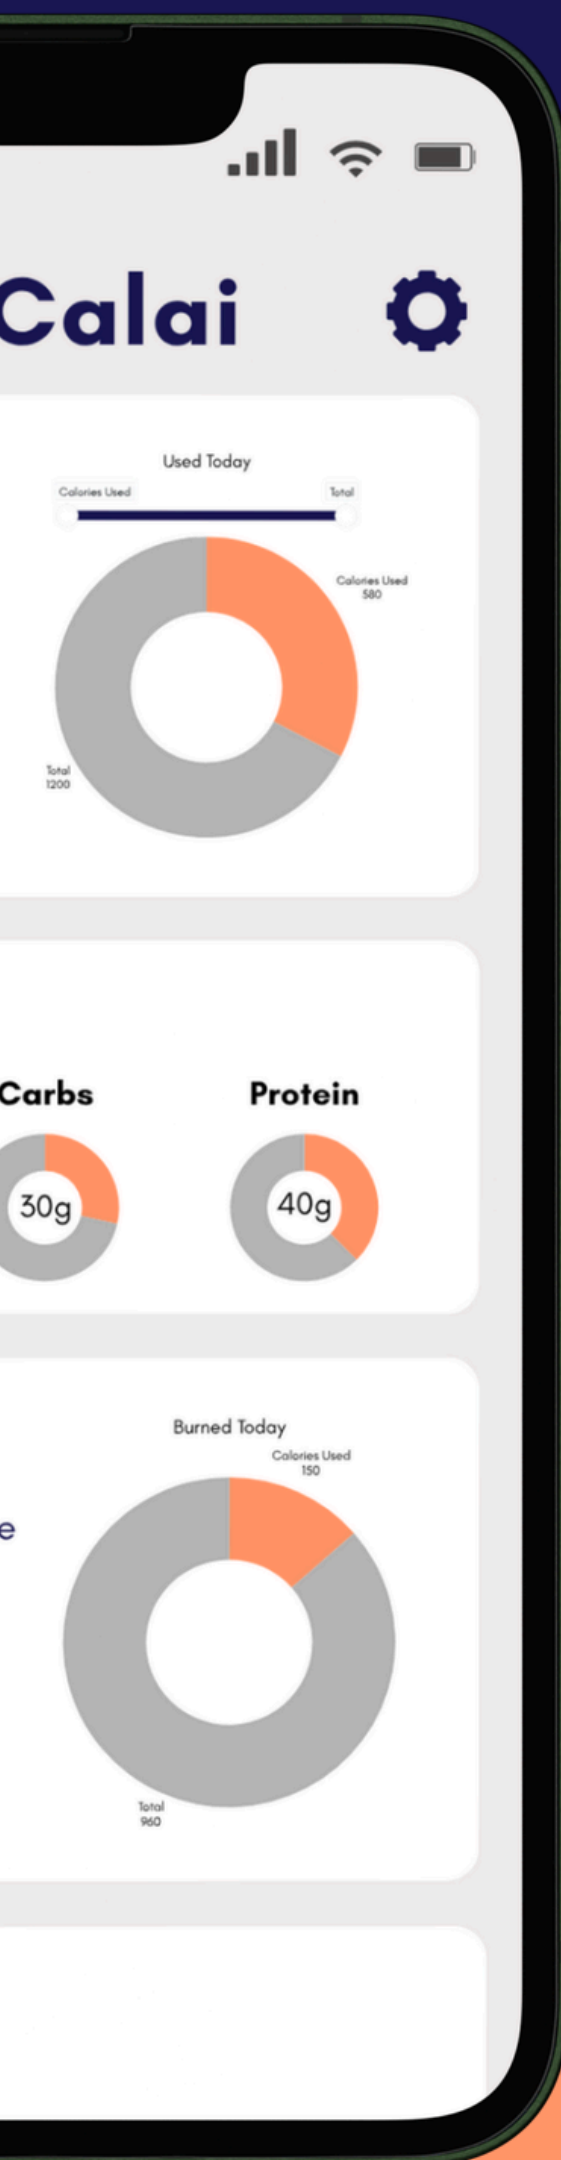 Calai
Used Today
Calories Used
Total
Calories Used
580
Total
1200
Carbs
Protein
30g
40g
Burned Today
Calories Used
150
e
Total
960